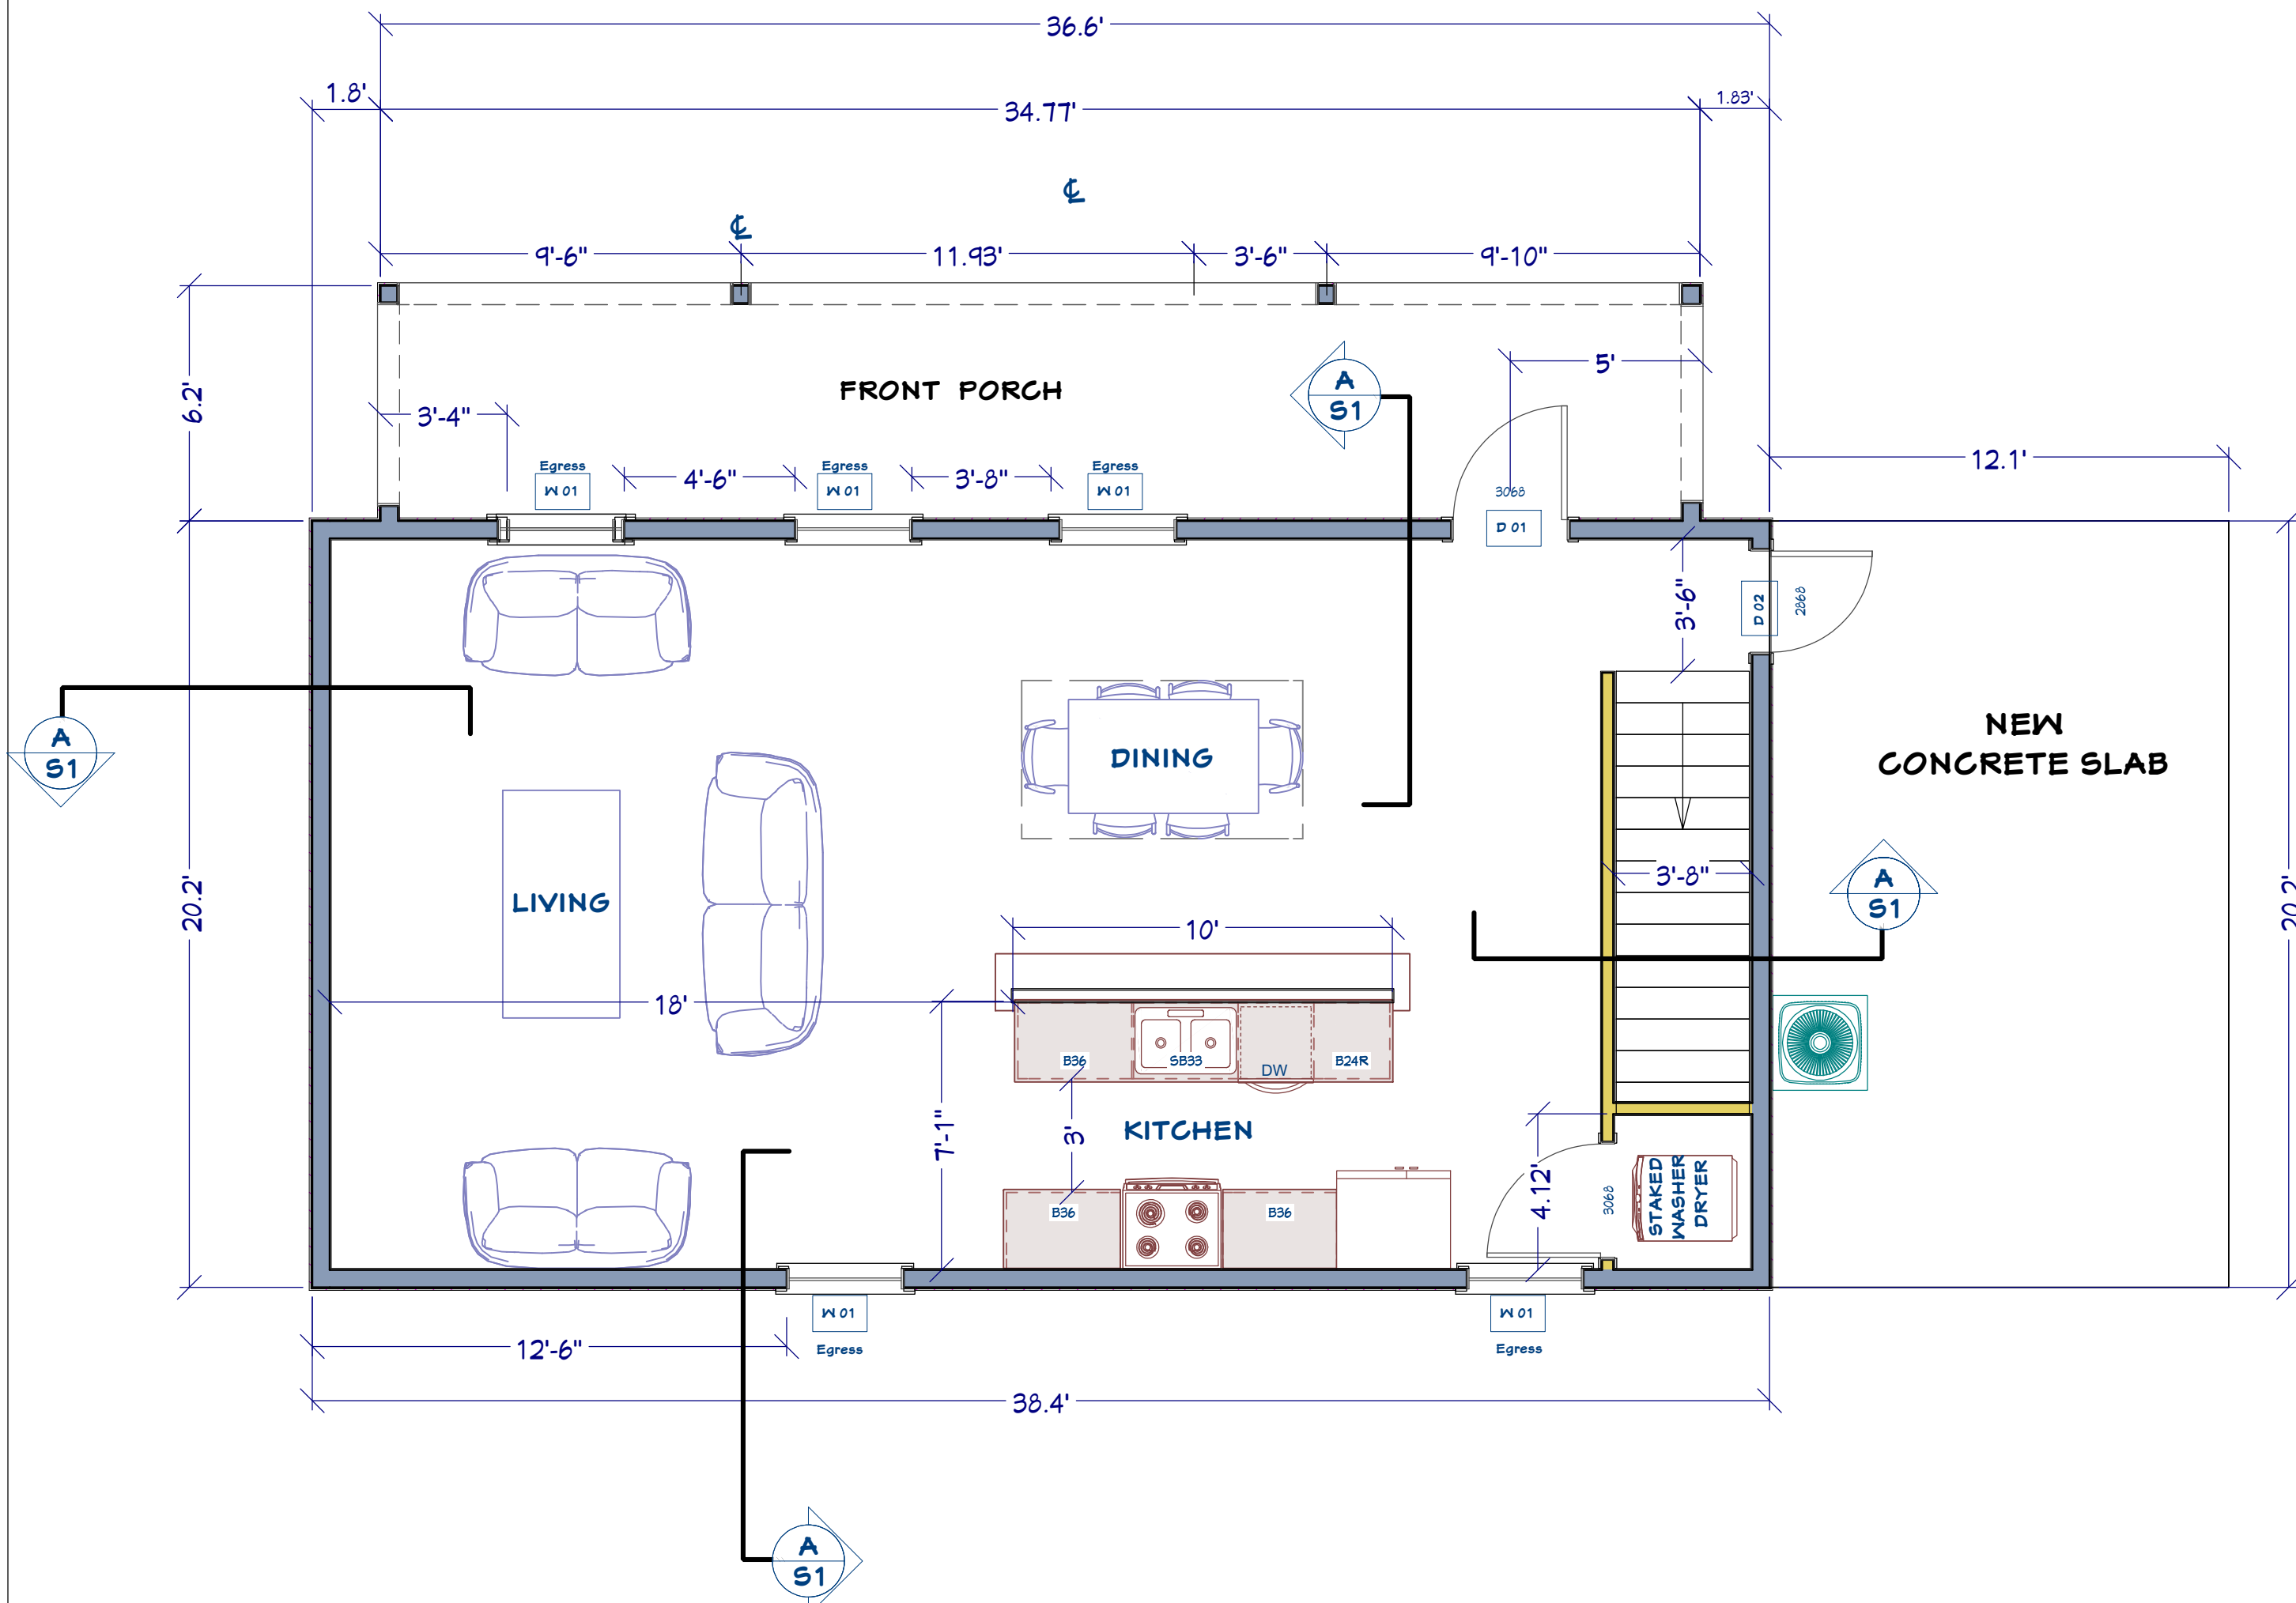 36.6'
1.8'
34.77'
1.83'
℄
℄
9'-6"
11.93'
3'-6"
9'-10"
6.2'
FRONT PORCH
A
S1
5'
3'-4"
Egress
W 01
4'-6"
Egress
W 01
3'-8"
Egress
W 01
3068
D 01
12.1'
3'-6"
D 02
2868
A
S1
DINING
NEW
CONCRETE SLAB
LIVING
20.2'
3'-8"
A
S1
20.2'
10'
18'
B36
SB33
DW
B24R
7'-1"
3'
KITCHEN
4.12'
3068
STAKED
WASHER
DRYER
B36
B36
W 01
Egress
W 01
Egress
12'-6"
38.4'
A
S1